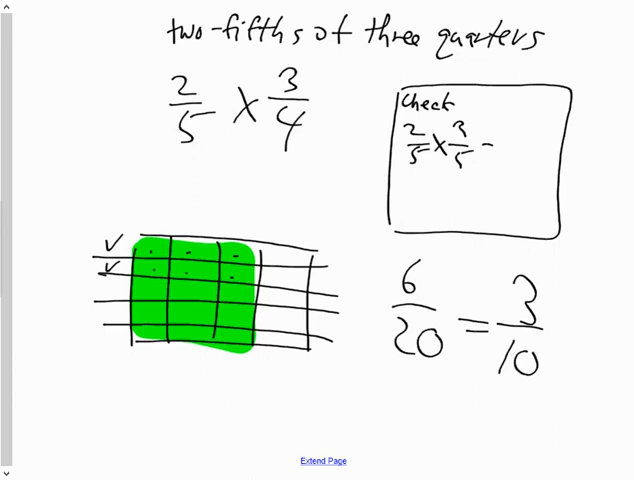 two-fifths of three quarters
2/5 × 3/4
Check
2/5 × 3/5 =
6/20 = 3/10
Extend Page